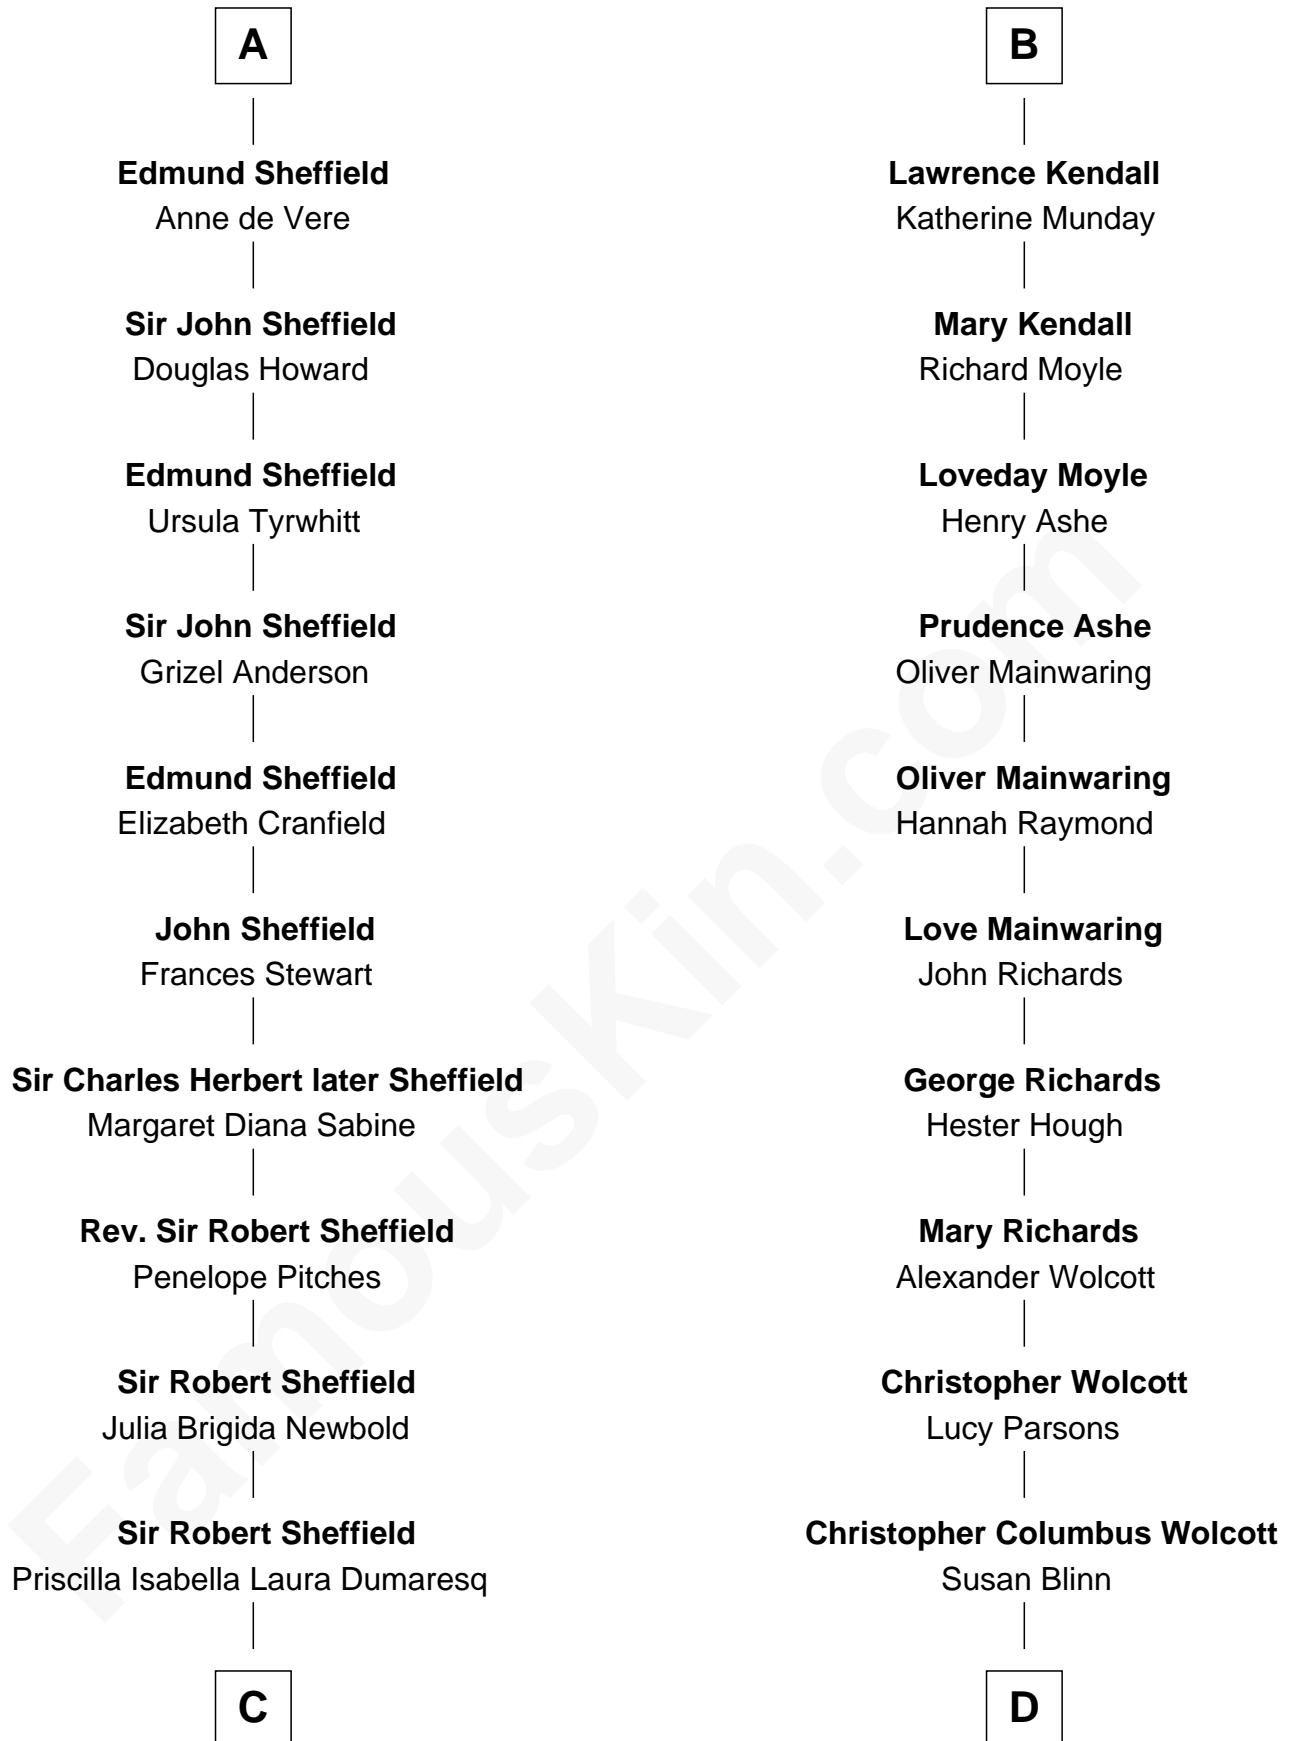 A
Edmund Sheffield
Anne de Vere
Sir John Sheffield
Douglas Howard
Edmund Sheffield
Ursula Tyrwhitt
Sir John Sheffield
Grizel Anderson
Edmund Sheffield
Elizabeth Cranfield
John Sheffield
Frances Stewart
Sir Charles Herbert later Sheffield
Margaret Diana Sabine
Rev. Sir Robert Sheffield
Penelope Pitches
Sir Robert Sheffield
Julia Brigida Newbold
Sir Robert Sheffield
Priscilla Isabella Laura Dumaresq
C
B
Lawrence Kendall
Katherine Munday
Mary Kendall
Richard Moyle
Loveday Moyle
Henry Ashe
Prudence Ashe
Oliver Mainwaring
Oliver Mainwaring
Hannah Raymond
Love Mainwaring
John Richards
George Richards
Hester Hough
Mary Richards
Alexander Wolcott
Christopher Wolcott
Lucy Parsons
Christopher Columbus Wolcott
Susan Blinn
D
FamousKin.com